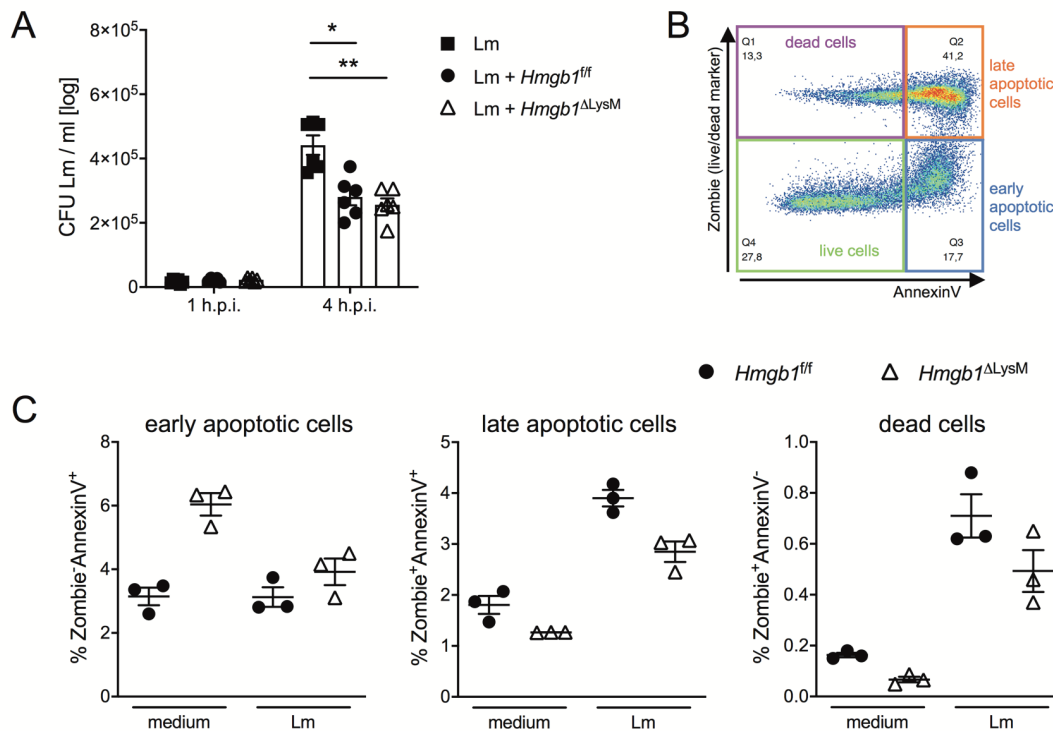 A
CFU Lm / ml [log]
8×10⁵
6×10⁵
4×10⁵
2×10⁵
0
*
**
1 h.p.i.
4 h.p.i.
Lm
Lm + Hmgb1ᶠ/ᶠ
Lm + Hmgb1ΔLysM
B
Zombie (live/dead marker)
Q1
13,3
dead cells
Q2
41,2
late
apoptotic
cells
early
apoptotic
cells
Q4
27,8
live cells
Q3
17,7
AnnexinV
Hmgb1ᶠ/ᶠ
Hmgb1ΔLysM
C
early apoptotic cells
% Zombie⁻AnnexinV⁺
8
6
4
2
0
medium
Lm
late apoptotic cells
% Zombie⁺AnnexinV⁺
5
4
3
2
1
0
medium
Lm
dead cells
% Zombie⁺AnnexinV⁻
1.0
0.8
0.6
0.4
0.2
0.0
medium
Lm